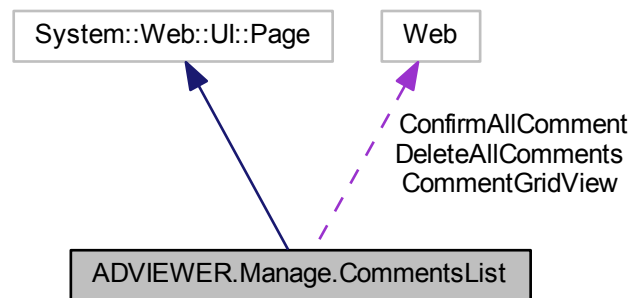 System::Web::UI::Page
Web
ConfirmAllComment
DeleteAllComments
CommentGridView
ADVIEWER.Manage.CommentsList